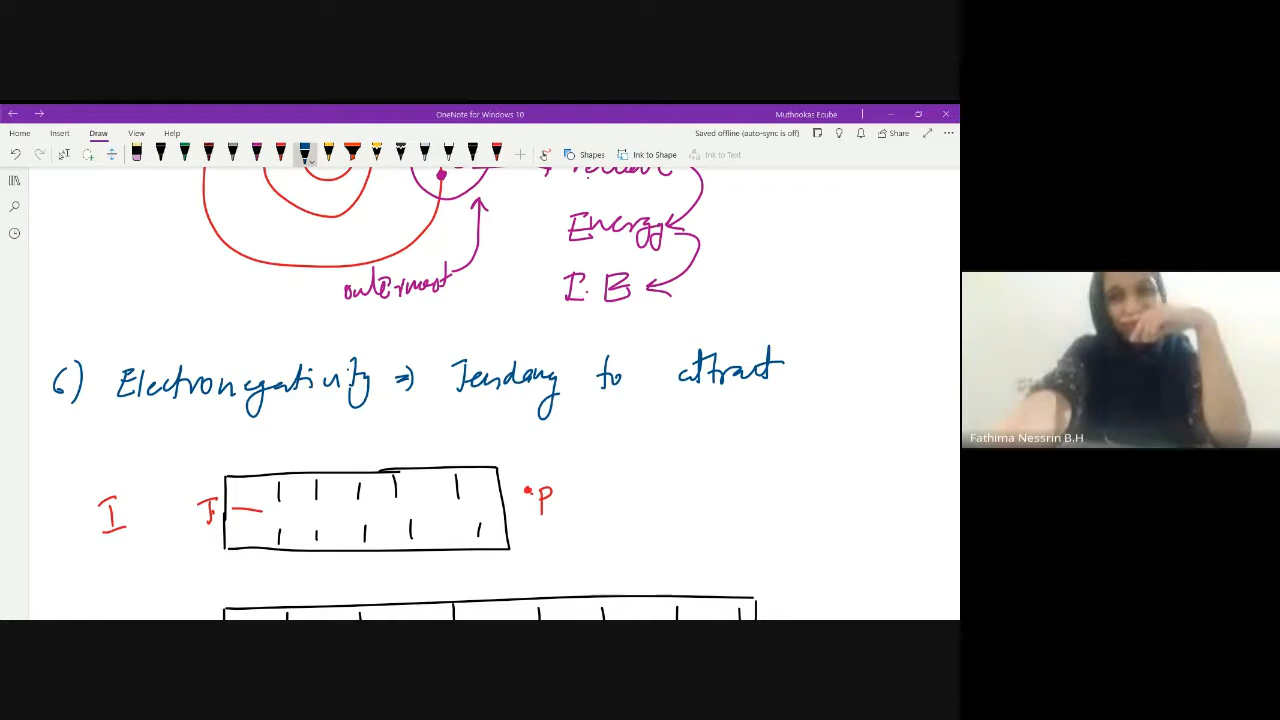 OneNote for Windows 10
Muthookas Ecube
Home Insert Draw View Help
Saved offline (auto-sync is off)
Share
Shapes
Ink to Shape
Ink to Text
Energy
outermost
6) Electronegativity ⇒ Tendany to attract
I
•P
Fathima Nessrin B.H